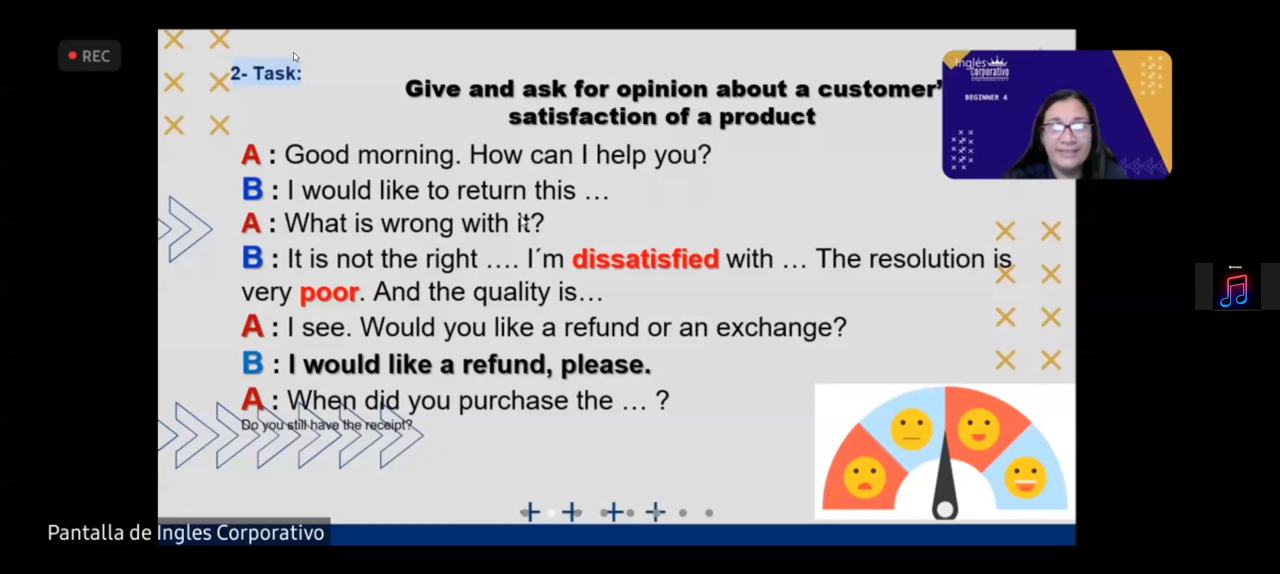 REC
2- Task:
Give and ask for opinion about a customer'
satisfaction of a product
Inglés
Corporativo
BEGINNER 4
A : Good morning. How can I help you?
B : I would like to return this …
A : What is wrong with it?
B : It is not the right …. I´m dissatisfied with … The resolution is
very poor. And the quality is…
A : I see. Would you like a refund or an exchange?
B : I would like a refund, please.
A : When did you purchase the … ?
Do you still have the receipt?
Pantalla de Ingles Corporativo